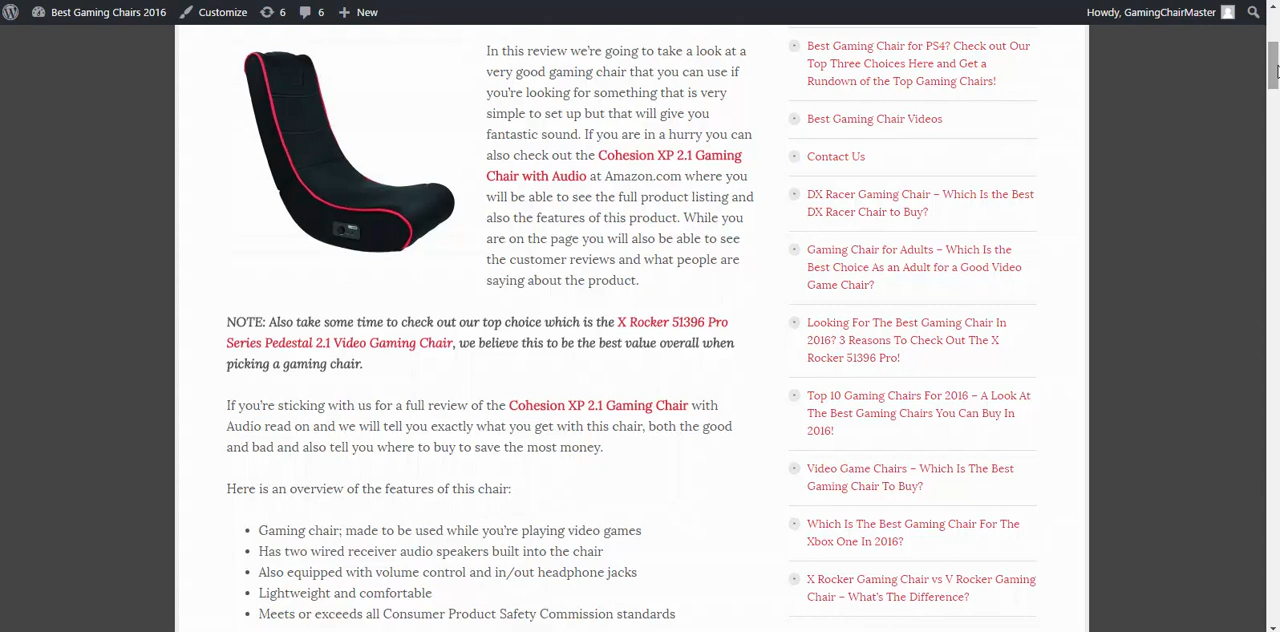 Best Gaming Chairs 2016
Customize
6
6
New
Howdy, GamingChairMaster
In this review we're going to take a look at a
very good gaming chair that you can use if
you're looking for something that is very
simple to set up but that will give you
fantastic sound. If you are in a hurry you can
also check out the Cohesion XP 2.1 Gaming
Chair with Audio at Amazon.com where you
will be able to see the full product listing and
also the features of this product. While you
are on the page you will also be able to see
the customer reviews and what people are
saying about the product.
NOTE: Also take some time to check out our top choice which is the X Rocker 51396 Pro
Series Pedestal 2.1 Video Gaming Chair, we believe this to be the best value overall when
picking a gaming chair.
If you're sticking with us for a full review of the Cohesion XP 2.1 Gaming Chair with
Audio read on and we will tell you exactly what you get with this chair, both the good
and bad and also tell you where to buy to save the most money.
Here is an overview of the features of this chair:
• Gaming chair; made to be used while you're playing video games
• Has two wired receiver audio speakers built into the chair
• Also equipped with volume control and in/out headphone jacks
• Lightweight and comfortable
• Meets or exceeds all Consumer Product Safety Commission standards
Best Gaming Chair for PS4? Check out Our
Top Three Choices Here and Get a
Rundown of the Top Gaming Chairs!
Best Gaming Chair Videos
Contact Us
DX Racer Gaming Chair – Which Is the Best
DX Racer Chair to Buy?
Gaming Chair for Adults – Which Is the
Best Choice As an Adult for a Good Video
Game Chair?
Looking For The Best Gaming Chair In
2016? 3 Reasons To Check Out The X
Rocker 51396 Pro!
Top 10 Gaming Chairs For 2016 – A Look At
The Best Gaming Chairs You Can Buy In
2016!
Video Game Chairs – Which Is The Best
Gaming Chair To Buy?
Which Is The Best Gaming Chair For The
Xbox One In 2016?
X Rocker Gaming Chair vs V Rocker Gaming
Chair – What's The Difference?